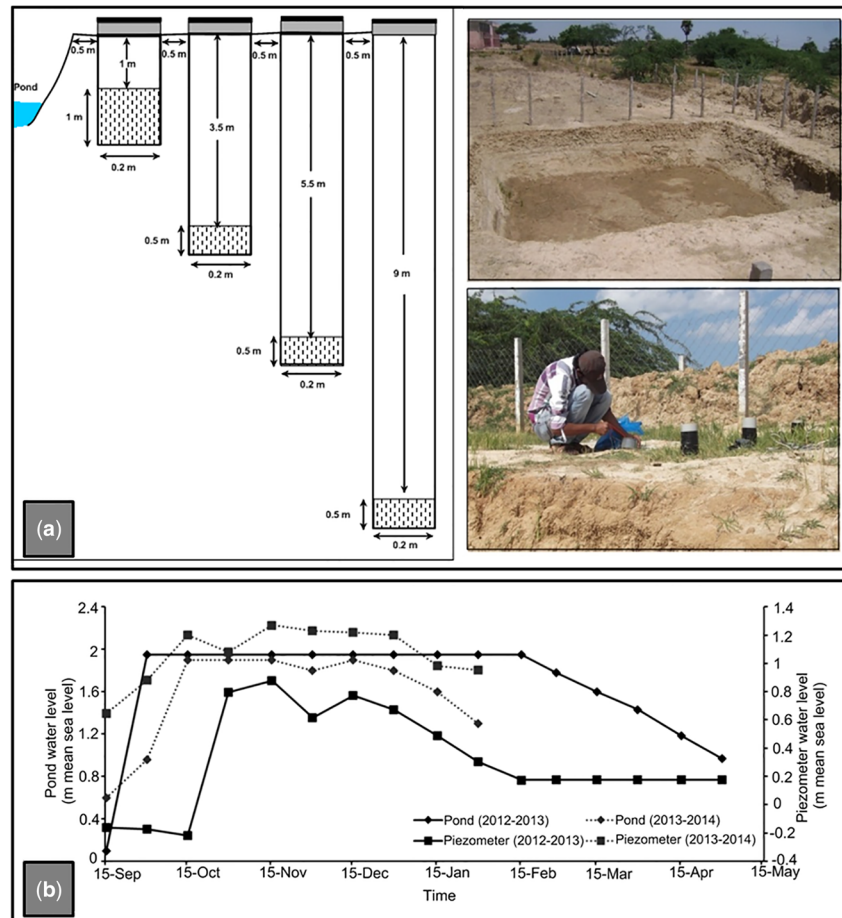 0.5 m
0.5 m
0.5 m
0.5 m
1 m
Pond
1 m
0.2 m
3.5 m
0.5 m
0.2 m
5.5 m
0.5 m
0.2 m
9 m
0.5 m
0.2 m
(a)
2.4
2
1.6
1.2
0.8
0.4
0
Pond water level
(m mean sea level)
1.4
1.2
1
0.8
0.6
0.4
0.2
0
-0.2
-0.4
Piezometer water level
(m mean sea level)
Pond (2012-2013)
Pond (2013-2014)
Piezometer (2012-2013)
Piezometer (2013-2014)
15-Sep 15-Oct 15-Nov 15-Dec 15-Jan 15-Feb 15-Mar 15-Apr 15-May
Time
(b)